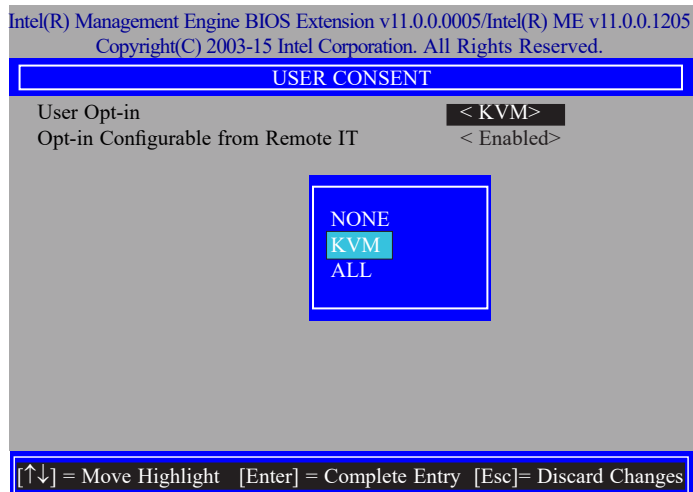 Intel(R) Management Engine BIOS Extension v11.0.0.0005/Intel(R) ME v11.0.0.1205
Copyright(C) 2003-15 Intel Corporation. All Rights Reserved.
USER CONSENT
User Opt-in < KVM>
Opt-in Configurable from Remote IT < Enabled>
NONE
KVM
ALL
[↑↓] = Move Highlight [Enter] = Complete Entry [Esc]= Discard Changes